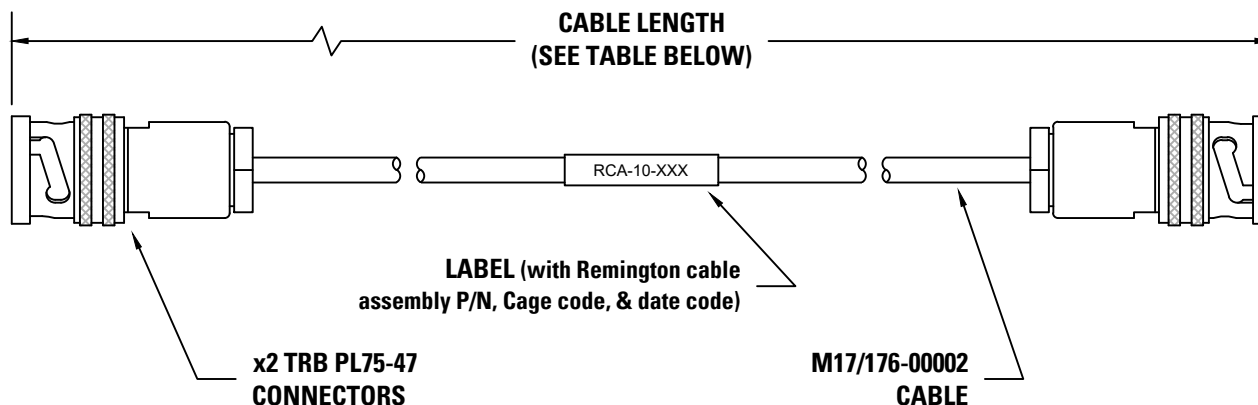 CABLE LENGTH
(SEE TABLE BELOW)
RCA-10-XXX
LABEL (with Remington cable
assembly P/N, Cage code, & date code)
x2 TRB PL75-47
CONNECTORS
M17/176-00002
CABLE